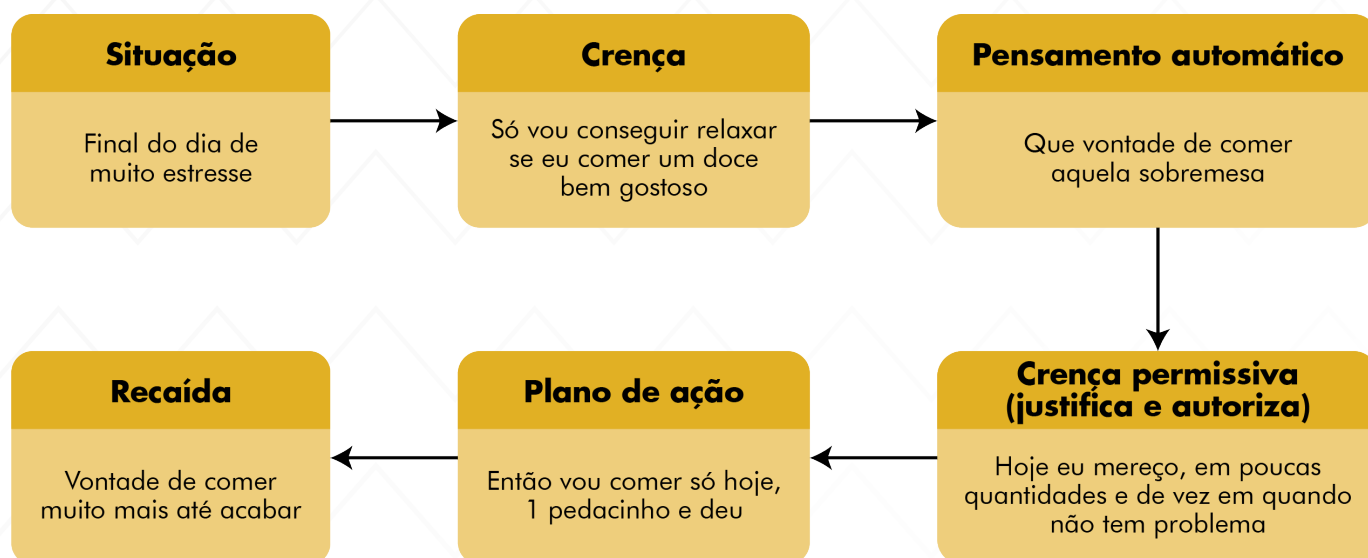 Situação
Final do dia de
muito estresse
Crença
Só vou conseguir relaxar
se eu comer um doce
bem gostoso
Pensamento automático
Que vontade de comer
aquela sobremesa
Crença permissiva
(justifica e autoriza)
Hoje eu mereço, em poucas
quantidades e de vez em quando
não tem problema
Plano de ação
Então vou comer só hoje,
1 pedacinho e deu
Recaída
Vontade de comer
muito mais até acabar